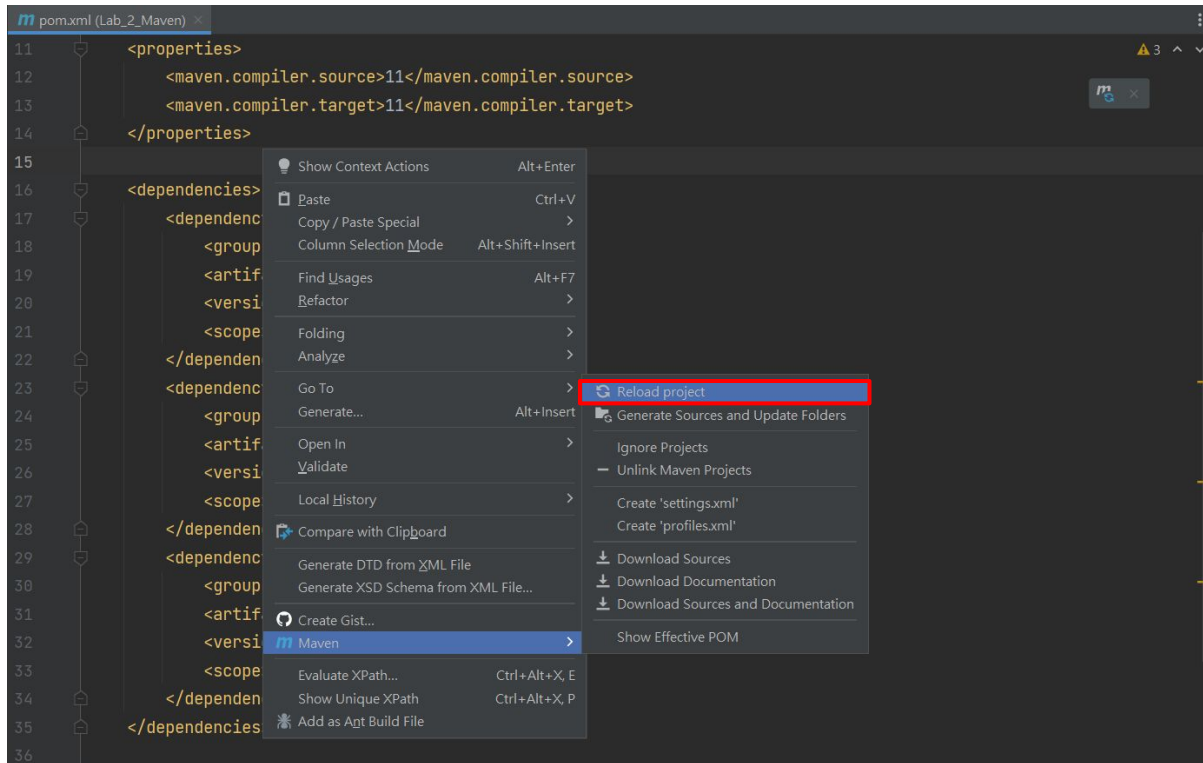 pom.xml (Lab_2_Maven)
3
11 <properties>
12 <maven.compiler.source>11</maven.compiler.source>
13 <maven.compiler.target>11</maven.compiler.target>
14 </properties>
15
16 <dependencies>
17 <dependenc
18 <group
19 <artif
20 <versi
21 <scope
22 </dependen
23 <dependenc
24 <group
25 <artif
26 <versi
27 <scope
28 </dependen
29 <dependenc
30 <group
31 <artif
32 <versi
33 <scope
34 </dependen
35 </dependencies
36
Show Context Actions Alt+Enter
Paste Ctrl+V
Copy / Paste Special
Column Selection Mode Alt+Shift+Insert
Find Usages Alt+F7
Refactor
Folding
Analyze
Go To
Generate... Alt+Insert
Open In
Validate
Local History
Compare with Clipboard
Generate DTD from XML File
Generate XSD Schema from XML File...
Create Gist...
Maven
Evaluate XPath... Ctrl+Alt+X, E
Show Unique XPath Ctrl+Alt+X, P
Add as Ant Build File
Reload project
Generate Sources and Update Folders
Ignore Projects
Unlink Maven Projects
Create 'settings.xml'
Create 'profiles.xml'
Download Sources
Download Documentation
Download Sources and Documentation
Show Effective POM